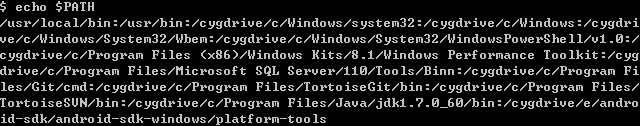 $ echo $PATH
/usr/local/bin:/usr/bin:/cygdrive/c/Windows/system32:/cygdrive/c/Windows:/cygdri
ve/c/Windows/System32/Wbem:/cygdrive/c/Windows/System32/WindowsPowerShell/v1.0:/
cygdrive/c/Program Files (x86)/Windows Kits/8.1/Windows Performance Toolkit:/cyg
drive/c/Program Files/Microsoft SQL Server/110/Tools/Binn:/cygdrive/c/Program Fi
les/Git/cmd:/cygdrive/c/Program Files/TortoiseGit/bin:/cygdrive/c/Program Files/
TortoiseSVN/bin:/cygdrive/c/Program Files/Java/jdk1.7.0_60/bin:/cygdrive/e/andro
id-sdk/android-sdk-windows/platform-tools